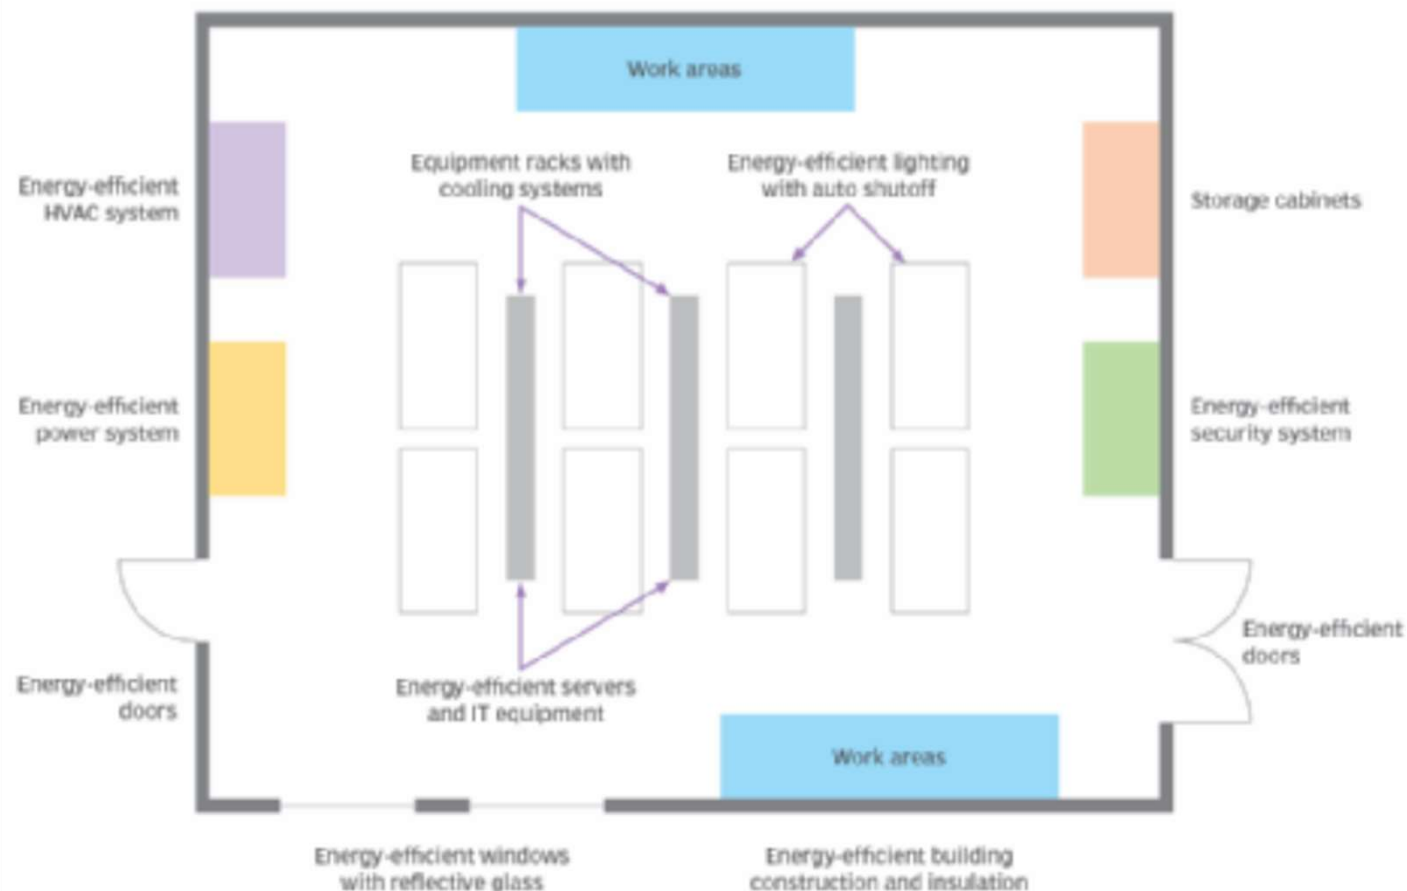 Work areas
Equipment racks with
cooling systems
Energy-efficient lighting
with auto shutoff
Energy-efficient
HVAC system
Storage cabinets
Energy-efficient
power system
Energy-efficient
security system
Energy-efficient
doors
Energy-efficient
doors
Energy-efficient servers
and IT equipment
Work areas
Energy-efficient windows
with reflective glass
Energy-efficient building
construction and insulation